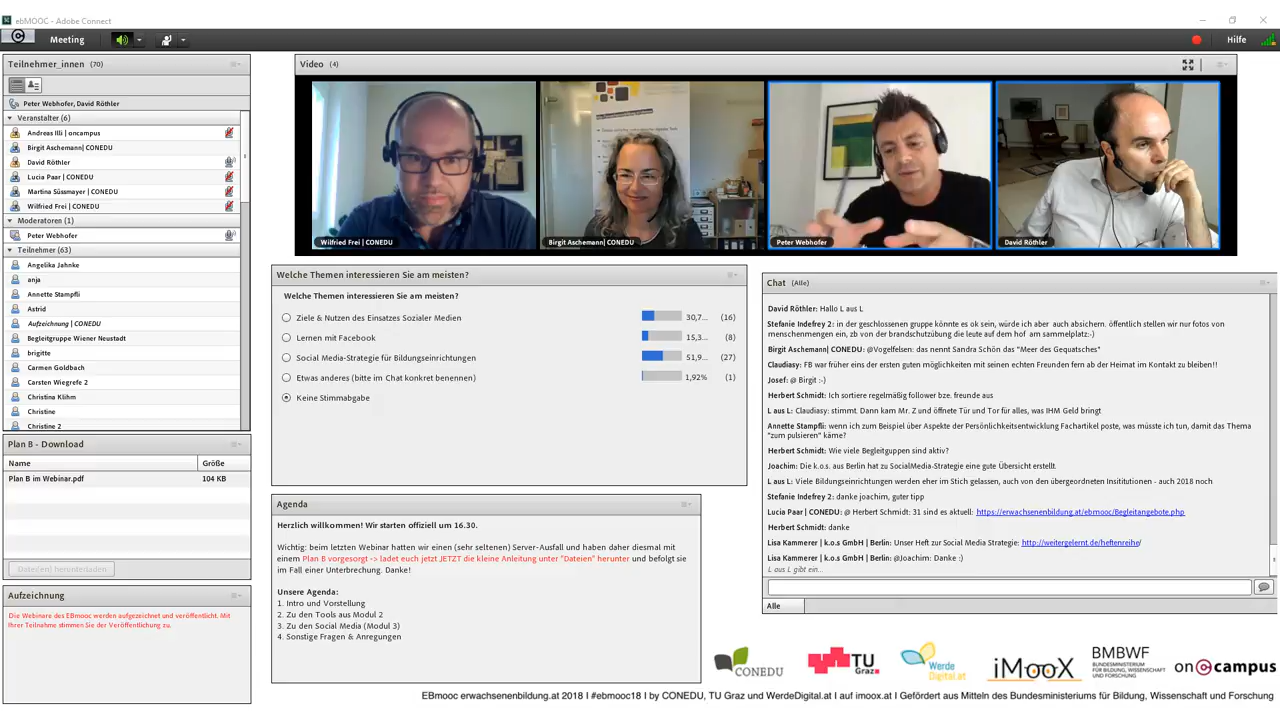 ebMOOC - Adobe Connect
Meeting
Hilfe
Teilnehmer_innen (70)
Peter Webhofer, David Röthler
Veranstalter (6)
Andreas Illi | oncampus
Birgit Aschemann| CONEDU
David Röthler
Lucia Paar | CONEDU
Martina Süssmayer | CONEDU
Wilfried Frei | CONEDU
Moderatoren (1)
Peter Webhofer
Teilnehmer (63)
Angelika Jahnke
anja
Annette Stampfli
Astrid
Aufzeichnung | CONEDU
Begleitgruppe Wiener Neustadt
brigitte
Carmen Goldbach
Carsten Wiegrefe 2
Christina Klihm
Christine
Christine 2
Plan B - Download
Name Größe
Plan B im Webinar.pdf 104 KB
Datei(en) herunterladen
Aufzeichnung
Die Webinare des EBmooc werden aufgezeichnet und veröffentlicht. Mit
Ihrer Teilnahme stimmen Sie der Veröffentlichung zu.
Video (4)
Wilfried Frei | CONEDU
Birgit Aschemann| CONEDU
Peter Webhofer
David Röthler
Welche Themen interessieren Sie am meisten?
Welche Themen interessieren Sie am meisten?
Ziele & Nutzen des Einsatzes Sozialer Medien 30,7... (16)
Lernen mit Facebook 15,3... (8)
Social Media-Strategie für Bildungseinrichtungen 51,9... (27)
Etwas anderes (bitte im Chat konkret benennen) 1,92% (1)
Keine Stimmabgabe
Agenda
Herzlich willkommen! Wir starten offiziell um 16.30.
Wichtig: beim letzten Webinar hatten wir einen (sehr seltenen) Server-Ausfall und haben daher diesmal mit
einem Plan B vorgesorgt -> ladet euch jetzt JETZT die kleine Anleitung unter "Dateien" herunter und befolgt sie
im Fall einer Unterbrechung. Danke!
Unsere Agenda:
1. Intro und Vorstellung
2. Zu den Tools aus Modul 2
3. Zu den Social Media (Modul 3)
4. Sonstige Fragen & Anregungen
Chat (Alle)
David Röthler: Hallo L aus L
Stefanie Indefrey 2: in der geschlossenen gruppe könnte es ok sein, würde ich aber auch absichern. öffentlich stellen wir nur fotos von
menschenmengen ein, zb von der brandschutzübung die leute auf dem hof am sammelplatz:-)
Birgit Aschemann| CONEDU: @Vogelfelsen: das nennt Sandra Schön das "Meer des Gequatsches"
Claudiasy: FB war früher eins der ersten guten möglichkeiten mit seinen echten Freunden fern ab der Heimat im Kontakt zu bleiben!!
Josef: @ Birgit :-)
Herbert Schmidt: Ich sortiere regelmäßig follower bze. freunde aus
L aus L: Claudiasy: stimmt. Dann kam Mr. Z und öffnete Tür und Tor für alles, was IHM Geld bringt
Annette Stampfli: wenn ich zum Beispiel über Aspekte der Persönlichkeitsentwicklung Fachartikel poste, was müsste ich tun, damit das Thema
"zum pulsieren" käme?
Herbert Schmidt: Wie viele Begleitguppen sind aktiv?
Joachim: Die k.o.s. aus Berlin hat zu SocialMedia-Strategie eine gute Übersicht erstellt.
L aus L: Viele Bildungseinrichtungen werden eher im Stich gelassen, auch von den übergeordneten Insititutionen - auch 2018 noch
Stefanie Indefrey 2: danke joachim, guter tipp
Lucia Paar | CONEDU: @ Herbert Schmidt: 31 sind es aktuell: https://erwachsenenbildung.at/ebmooc/Begleitangebote.php
Herbert Schmidt: danke
Lisa Kammerer | k.o.s GmbH | Berlin: Unser Heft zur Social Media Strategie: http://weitergelernt.de/heftenreihe/
Lisa Kammerer | k.o.s GmbH | Berlin: @Joachim: Danke :)
L aus L gibt ein...
Alle
CONEDU
TU Graz
Werde Digital.at
iMooX
BMBWF
BUNDESMINISTERIUM
FÜR BILDUNG, WISSENSCHAFT
UND FORSCHUNG
oncampus
EBmooc erwachsenenbildung.at 2018 I #ebmooc18 I by CONEDU, TU Graz und WerdeDigital.at I auf imoox.at I Gefördert aus Mitteln des Bundesministeriums für Bildung, Wissenschaft und Forschung